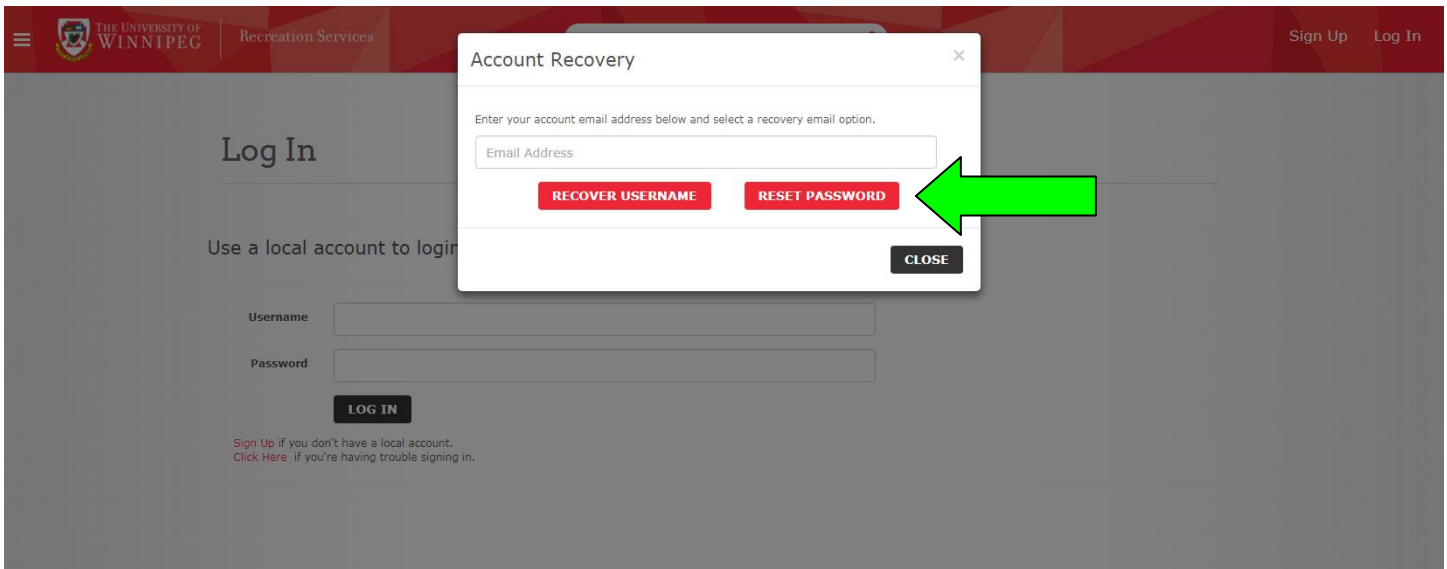 THE UNIVERSITY OF
WINNIPEG
Recreation Services
Sign Up
Log In
Account Recovery
×
Enter your account email address below and select a recovery email option.
Email Address
RECOVER USERNAME
RESET PASSWORD
CLOSE
Log In
Use a local account to login
Username
Password
LOG IN
Sign Up if you don't have a local account.
Click Here if you're having trouble signing in.